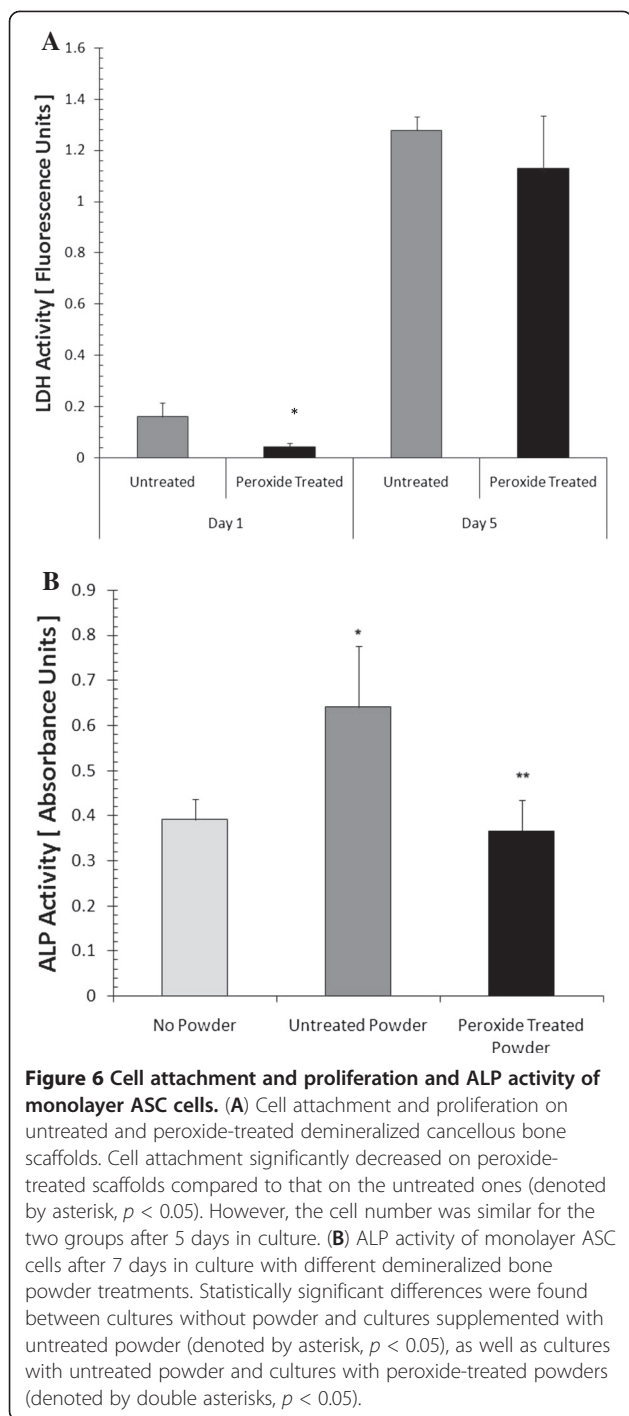 A
1.6
1.4
1.2
1
0.8
0.6
0.4
0.2
0
LDH Activity [ Fluorescence Units ]
*
Untreated Peroxide Treated Untreated Peroxide Treated
Day 1 Day 5
B
0.9
0.8
0.7
0.6
0.5
0.4
0.3
0.2
0.1
0
ALP Activity [ Absorbance Units ]
*
**
No Powder Untreated Powder Peroxide Treated
Powder
Figure 6 Cell attachment and proliferation and ALP activity of
monolayer ASC cells. (A) Cell attachment and proliferation on
untreated and peroxide-treated demineralized cancellous bone
scaffolds. Cell attachment significantly decreased on peroxide-
treated scaffolds compared to that on the untreated ones (denoted
by asterisk, p < 0.05). However, the cell number was similar for the
two groups after 5 days in culture. (B) ALP activity of monolayer ASC
cells after 7 days in culture with different demineralized bone
powder treatments. Statistically significant differences were found
between cultures without powder and cultures supplemented with
untreated powder (denoted by asterisk, p < 0.05), as well as cultures
with untreated powder and cultures with peroxide-treated powders
(denoted by double asterisks, p < 0.05).